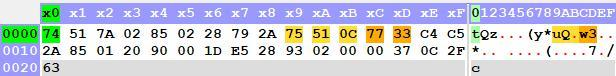 x0 x1 x2 x3 x4 x5 x6 x7 x8 x9 xA xB xC xD xE xF 0123456789ABCDEF
0000 74 51 7A 02 85 02 28 79 2A 75 51 0C 77 33 C4 C5 tQz...(y*uQ.w3..
0010 2A 85 01 20 90 00 1D E5 28 93 02 00 00 37 0C 2F *.. ....(....7./
0020 63 c